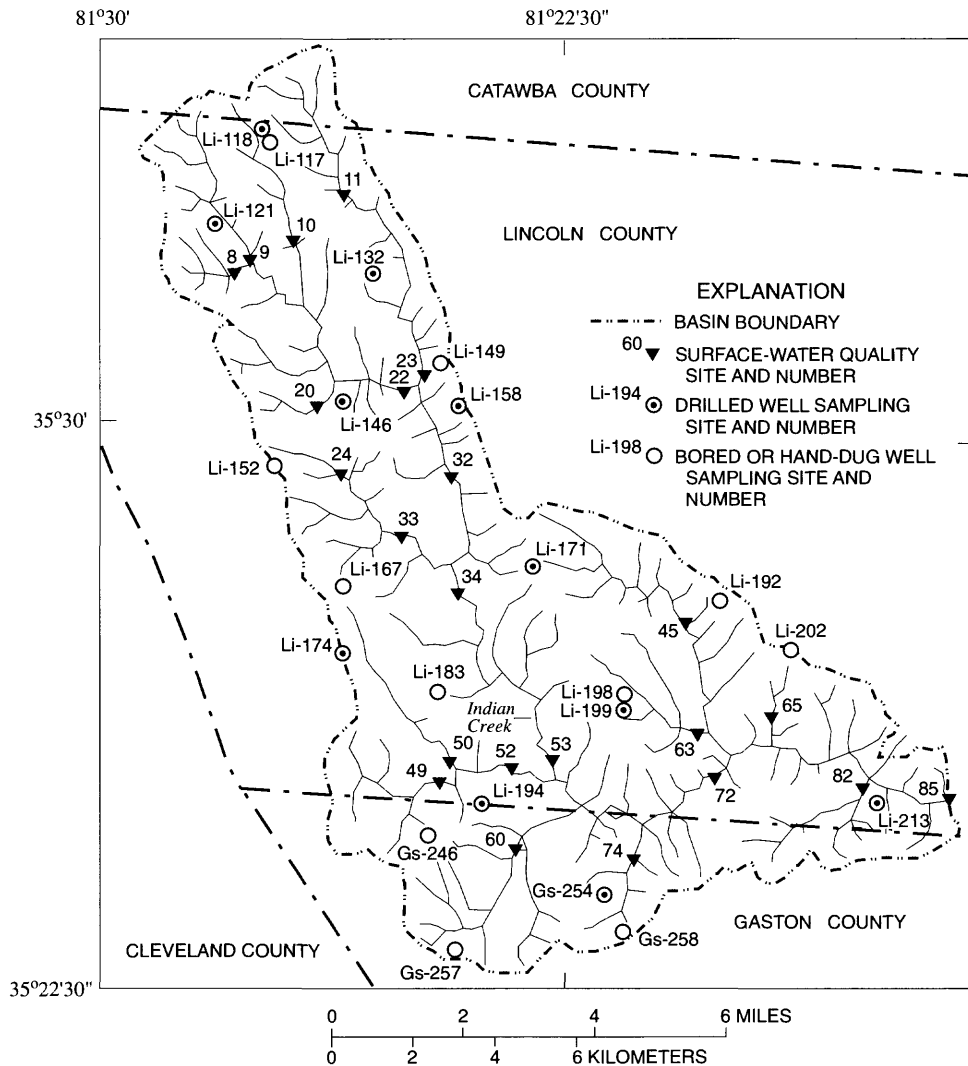 81°30'
81°22'30"
CATAWBA COUNTY
Li-118
Li-117
11
Li-121
10
LINCOLN COUNTY
8
9
Li-132
EXPLANATION
BASIN BOUNDARY
60
SURFACE-WATER QUALITY
SITE AND NUMBER
Li-194
DRILLED WELL SAMPLING
SITE AND NUMBER
Li-198
BORED OR HAND-DUG WELL
SAMPLING SITE AND
NUMBER
23
Li-149
22
20
Li-146
Li-158
35°30'
24
Li-152
32
33
Li-171
Li-167
34
Li-192
45
Li-174
Li-202
Li-183
Li-198
Li-199
Indian
Creek
65
63
50
52
53
49
72
82
85
Li-194
Li-213
Gs-246
60
74
Gs-254
GASTON COUNTY
Gs-258
CLEVELAND COUNTY
Gs-257
35°22'30"
0 2 4 6 MILES
0 2 4 6 KILOMETERS